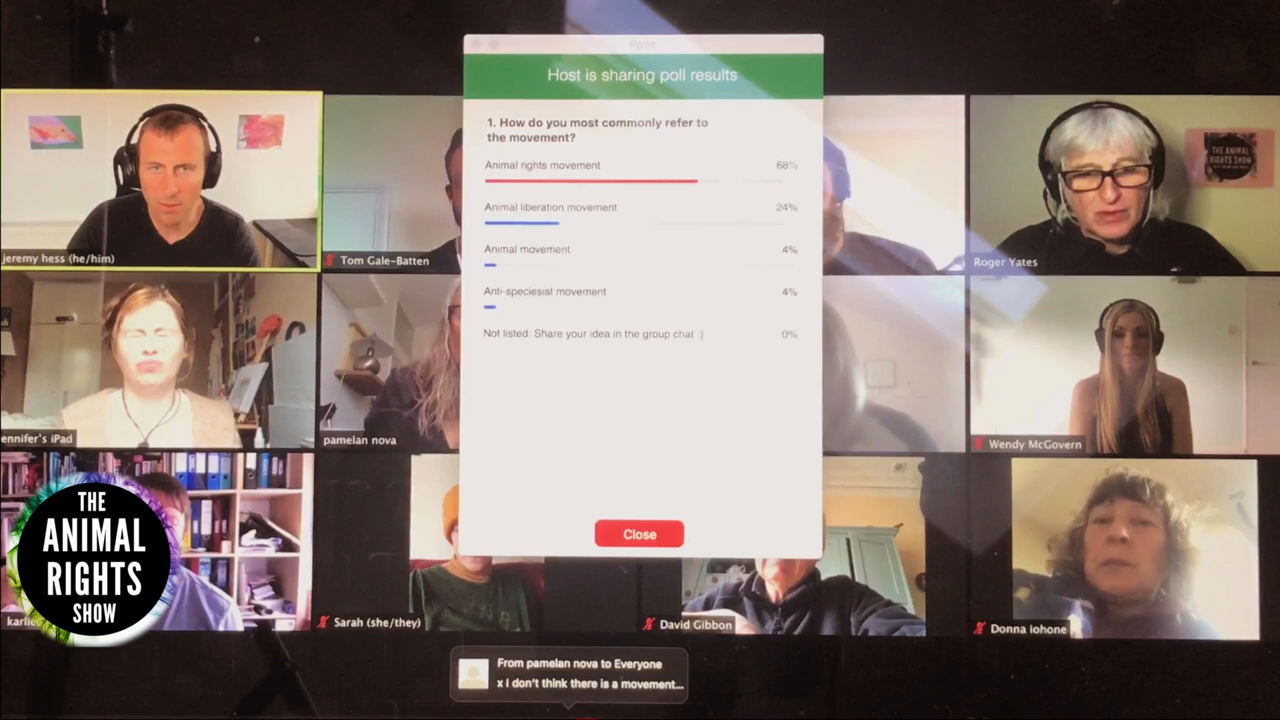 Polls
Host is sharing poll results
1. How do you most commonly refer to
the movement?
Animal rights movement 68%
Animal liberation movement 24%
Animal movement 4%
Anti-speciesist movement 4%
Not listed: Share your idea in the group chat :) 0%
Close
jeremy hess (he/him)
Tom Gale-Batten
THE ANIMAL
RIGHTS SHOW
Roger Yates
ennifer's iPad
pamelan nova
Wendy McGovern
THE
ANIMAL
RIGHTS
SHOW
karlie
Sarah (she/they)
David Gibbon
Donna iohone
From pamelan nova to Everyone
x i don't think there is a movement...